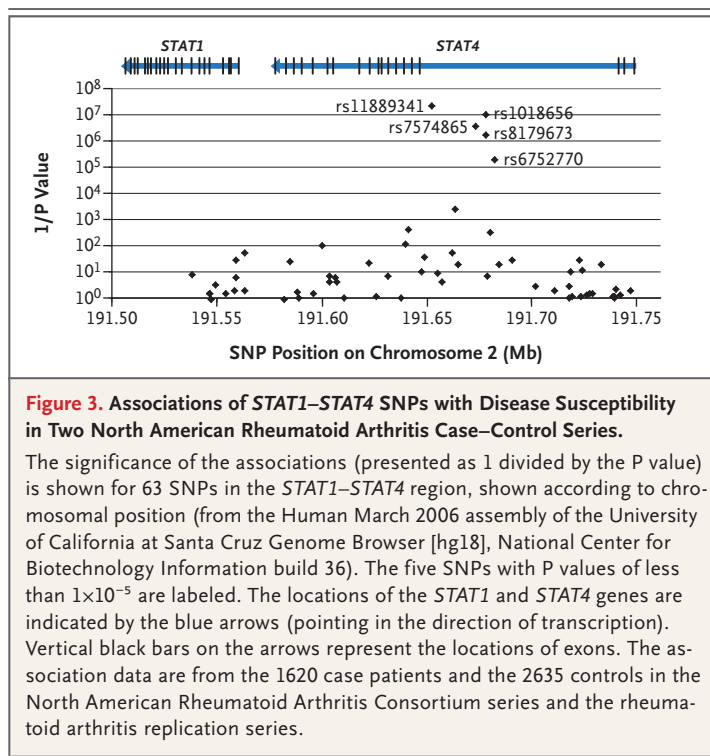 STAT1 STAT4
10⁸
10⁷
10⁶
10⁵
10⁴
10³
10²
10¹
10⁰
1/P Value
rs11889341
rs1018656
rs7574865
rs8179673
rs6752770
191.50 191.55 191.60 191.65 191.70 191.75
SNP Position on Chromosome 2 (Mb)
Figure 3. Associations of STAT1–STAT4 SNPs with Disease Susceptibility
in Two North American Rheumatoid Arthritis Case–Control Series.
The significance of the associations (presented as 1 divided by the P value)
is shown for 63 SNPs in the STAT1–STAT4 region, shown according to chro-
mosomal position (from the Human March 2006 assembly of the University
of California at Santa Cruz Genome Browser [hg18], National Center for
Biotechnology Information build 36). The five SNPs with P values of less
than 1×10⁻⁵ are labeled. The locations of the STAT1 and STAT4 genes are
indicated by the blue arrows (pointing in the direction of transcription).
Vertical black bars on the arrows represent the locations of exons. The as-
sociation data are from the 1620 case patients and the 2635 controls in the
North American Rheumatoid Arthritis Consortium series and the rheuma-
toid arthritis replication series.